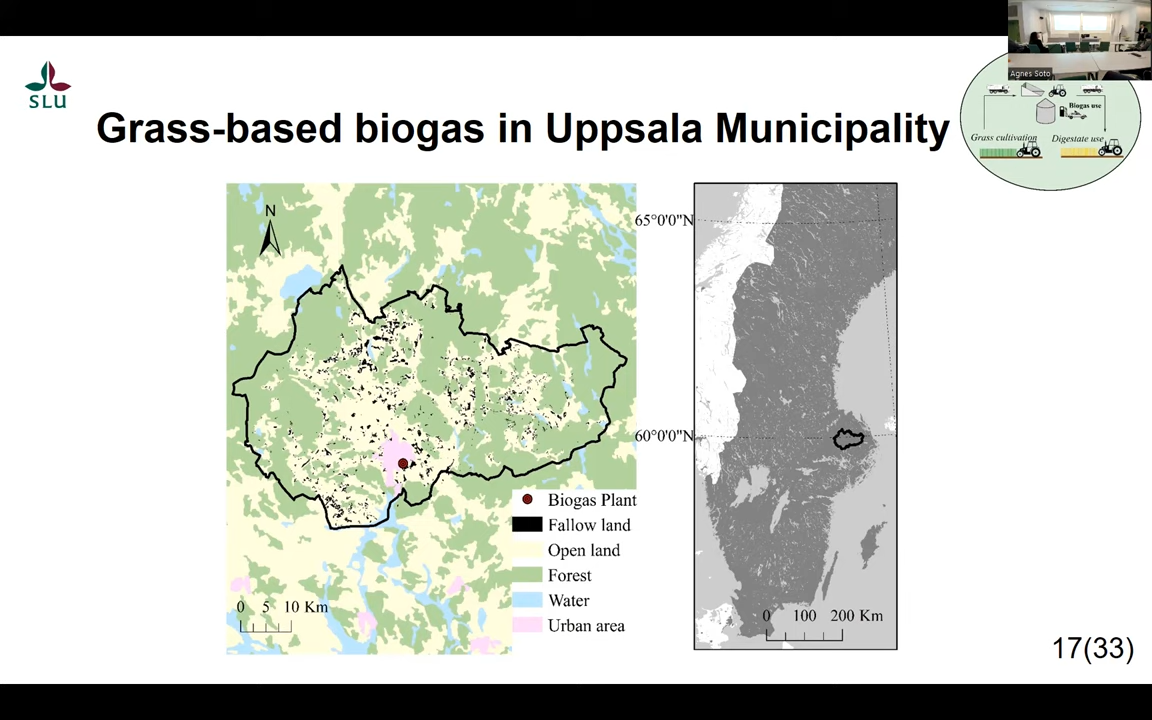 Agnes Soto
SLU
Grass-based biogas in Uppsala Municipality
Biogas use
Grass cultivation
Digestate use
N
65°0'0"N
60°0'0"N
Biogas Plant
Fallow land
Open land
Forest
Water
Urban area
0 5 10 Km
0 100 200 Km
17(33)